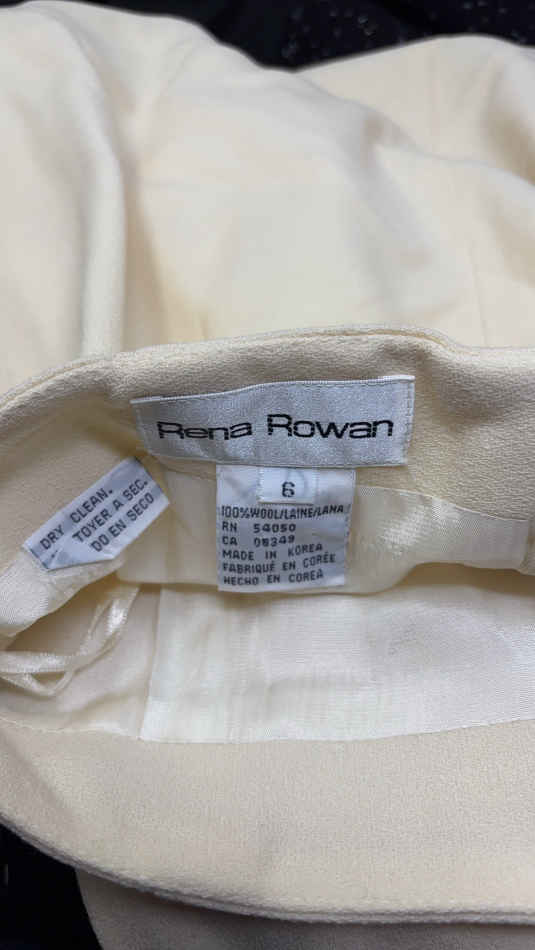 Rena Rowan
6
100%WOOL/LAINE/LANA
RN 54050
CA 08349
MADE IN KOREA
FABRIQUÉ EN CORÉE
HECHO EN COREA
DRY CLEAN.
TOYER A SEC.
DO EN SECO